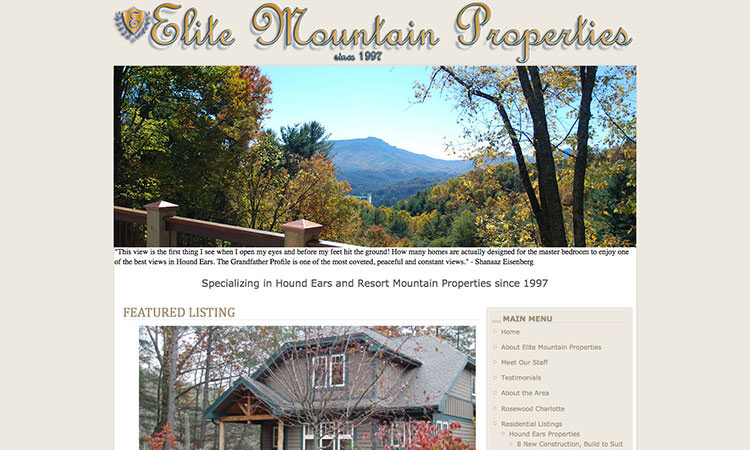 E Elite Mountain Properties
since 1997
"This view is the first thing I see when I open my eyes and before my feet hit the ground! How many homes are actually designed for the master bedroom to enjoy one
of the best views in Hound Ears. The Grandfather Profile is one of the most coveted, peaceful and constant views." - Shanaaz Eisenberg
Specializing in Hound Ears and Resort Mountain Properties since 1997
FEATURED LISTING
MAIN MENU
Home
About Elite Mountain Properties
Meet Our Staff
Testimonials
About the Area
Rosewood Charlotte
Residential Listings
Hound Ears Properties
8 New Construction, Build to Suit